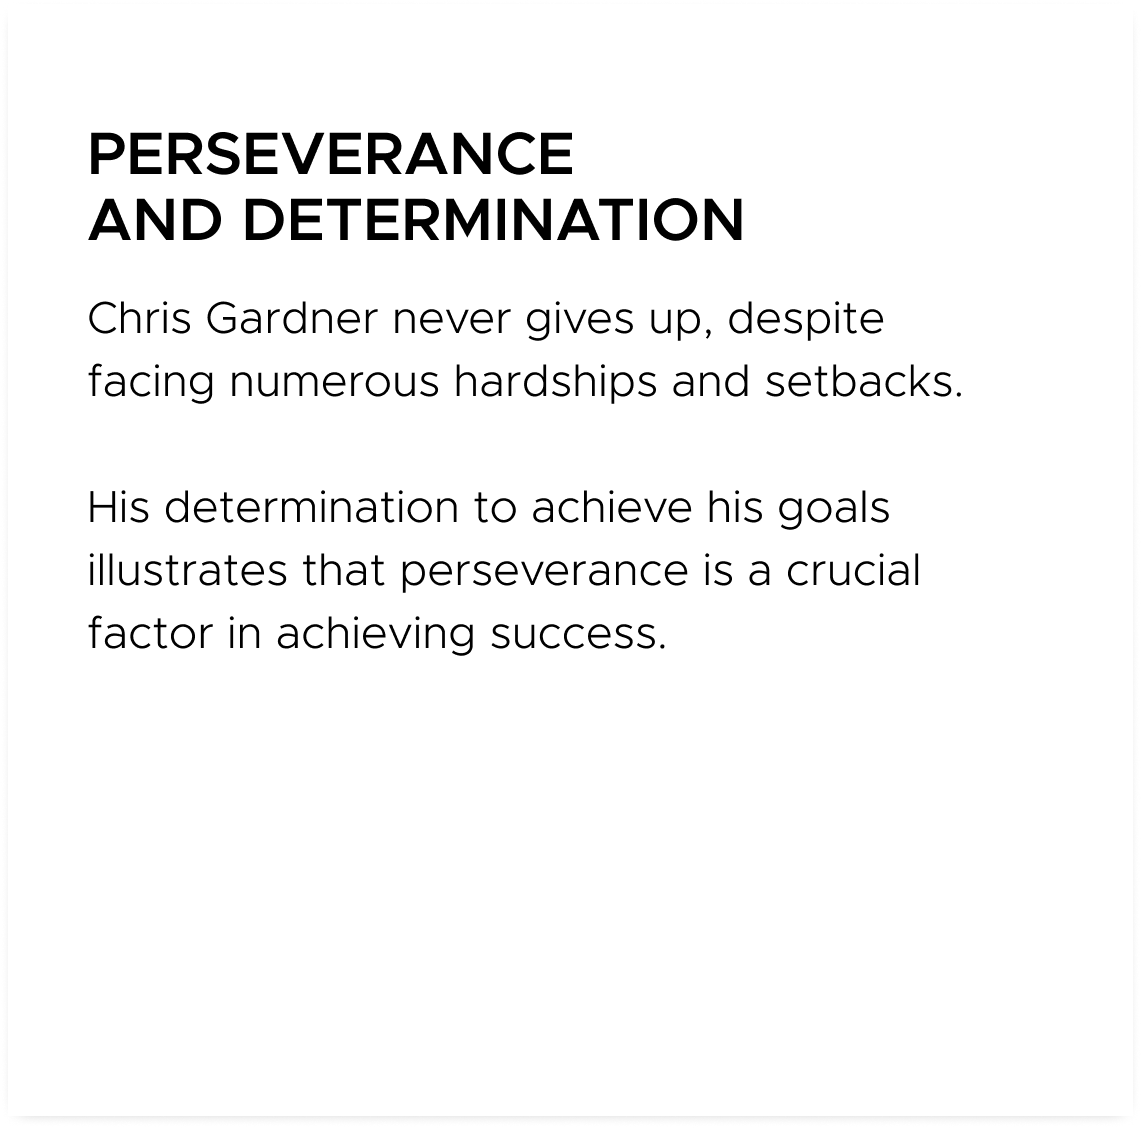 PERSEVERANCE
AND DETERMINATION
Chris Gardner never gives up, despite
facing numerous hardships and setbacks.
His determination to achieve his goals
illustrates that perseverance is a crucial
factor in achieving success.